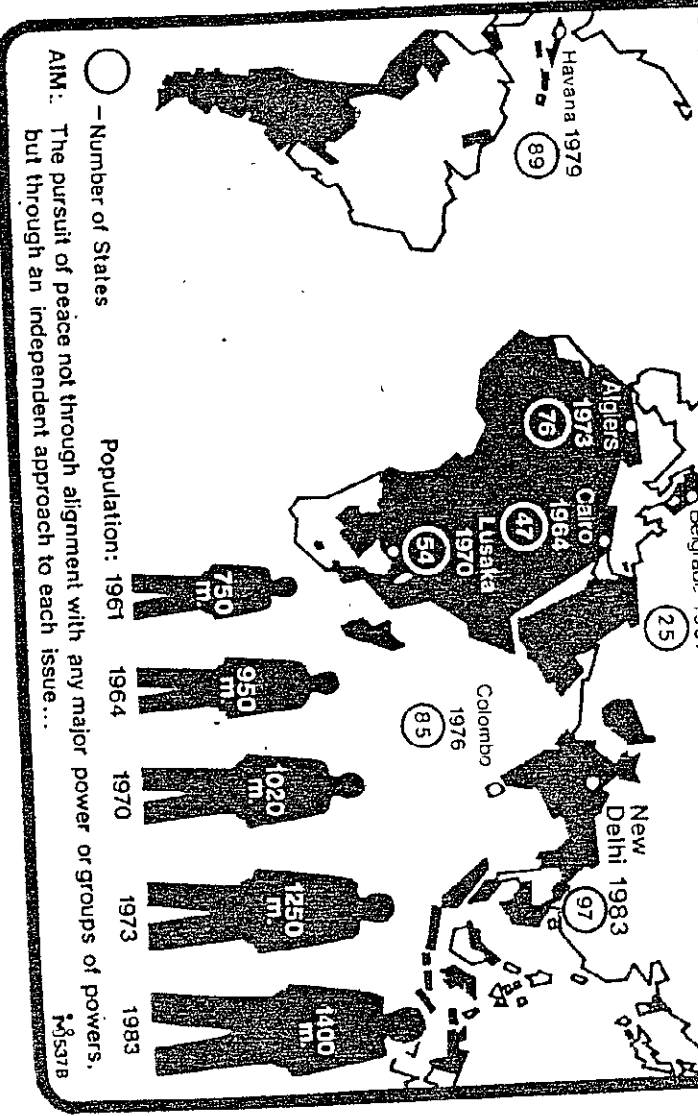 Havana 1979
89
Algiers
1973
76
Cairo
1964
47
Lusaka
1970
54
25
Colombo
1976
85
New
Delhi 1983
97
– Number of States
Population: 1961 1964 1970 1973 1983
750
m
950
m
1020
m.
1250
m.
1400
m
AIM: The pursuit of peace not through alignment with any major power or groups of powers,
but through an independent approach to each issue...
537B